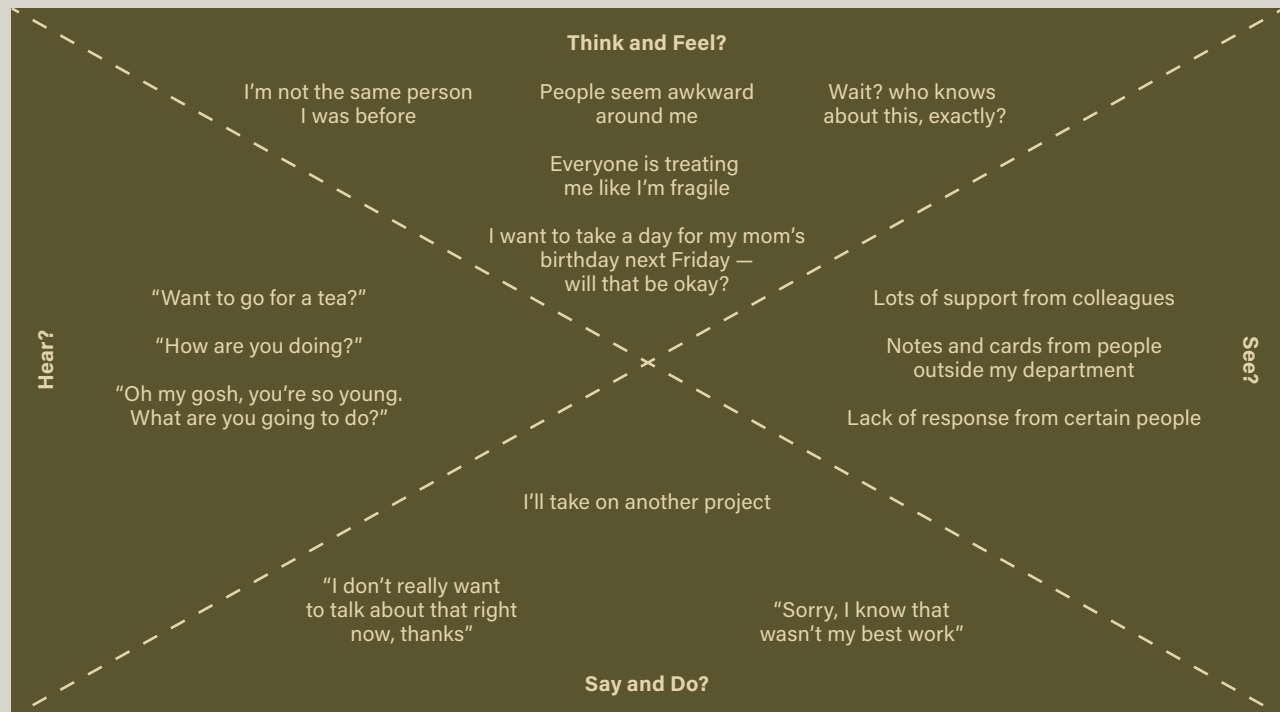 Think and Feel?
I’m not the same person
I was before
People seem awkward
around me
Wait? who knows
about this, exactly?
Everyone is treating
me like I’m fragile
I want to take a day for my mom’s
birthday next Friday —
will that be okay?
Hear?
“Want to go for a tea?”
“How are you doing?”
“Oh my gosh, you’re so young.
What are you going to do?”
Lots of support from colleagues
Notes and cards from people
outside my department
Lack of response from certain people
See?
I’ll take on another project
“I don’t really want
to talk about that right
now, thanks”
“Sorry, I know that
wasn’t my best work”
Say and Do?